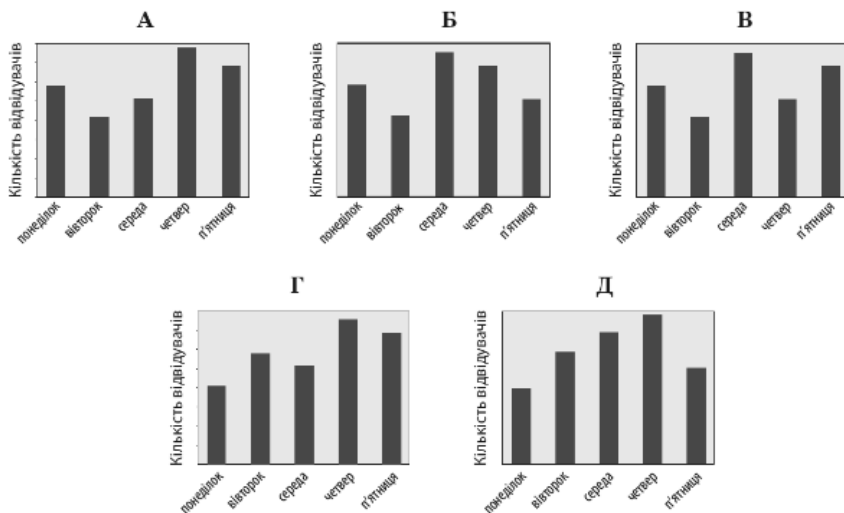 А
Кількість відвідувачів
понеділок
вівторок
середа
четвер
п'ятниця
Б
Кількість відвідувачів
понеділок
вівторок
середа
четвер
п'ятниця
В
Кількість відвідувачів
понеділок
вівторок
середа
четвер
п'ятниця
Г
Кількість відвідувачів
понеділок
вівторок
середа
четвер
п'ятниця
Д
Кількість відвідувачів
понеділок
вівторок
середа
четвер
п'ятниця